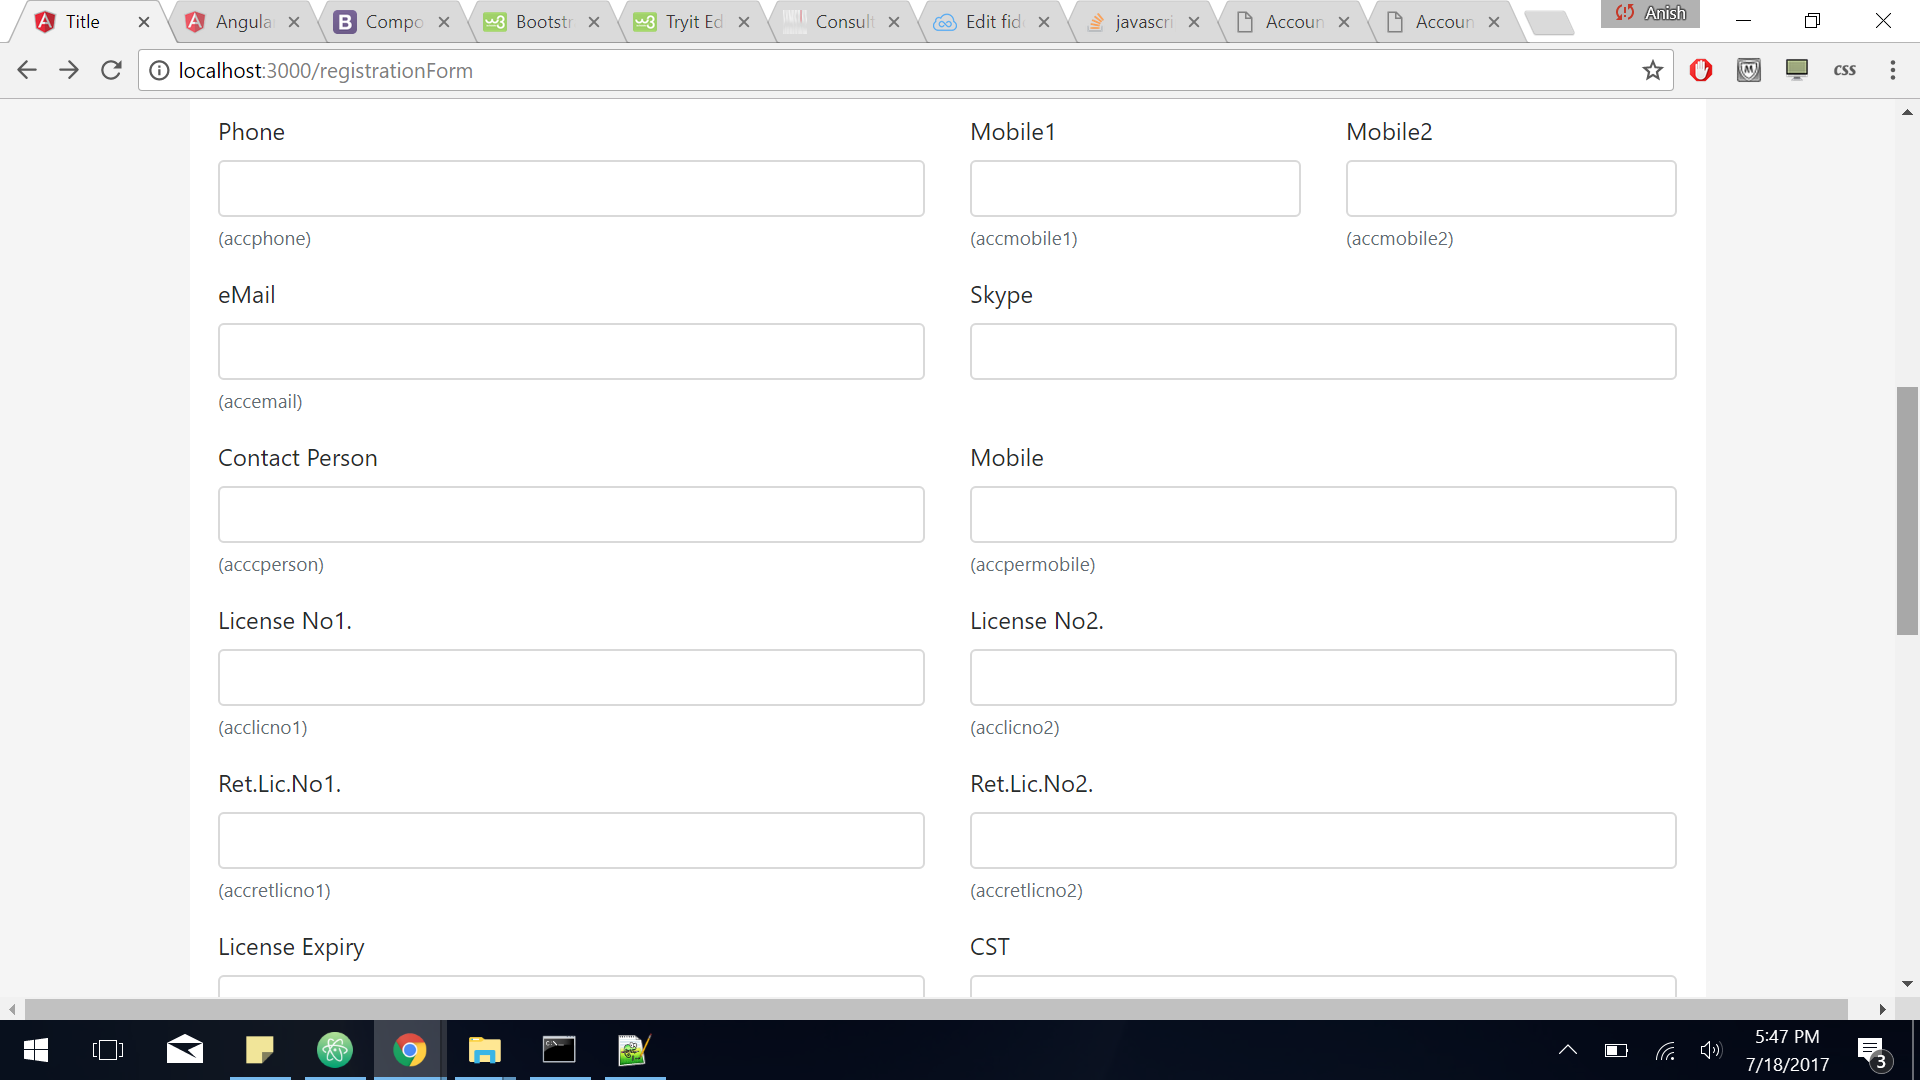 Title
Angula
Compo
Bootstr
Tryit Ed
Consult
Edit fid
javascri
Accoun
Accoun
Anish
localhost:3000/registrationForm
css
Phone
Mobile1
Mobile2
(accphone)
(accmobile1)
(accmobile2)
eMail
Skype
(accemail)
Contact Person
Mobile
(acccperson)
(accpermobile)
License No1.
License No2.
(acclicno1)
(acclicno2)
Ret.Lic.No1.
Ret.Lic.No2.
(accretlicno1)
(accretlicno2)
License Expiry
CST
5:47 PM
7/18/2017
3